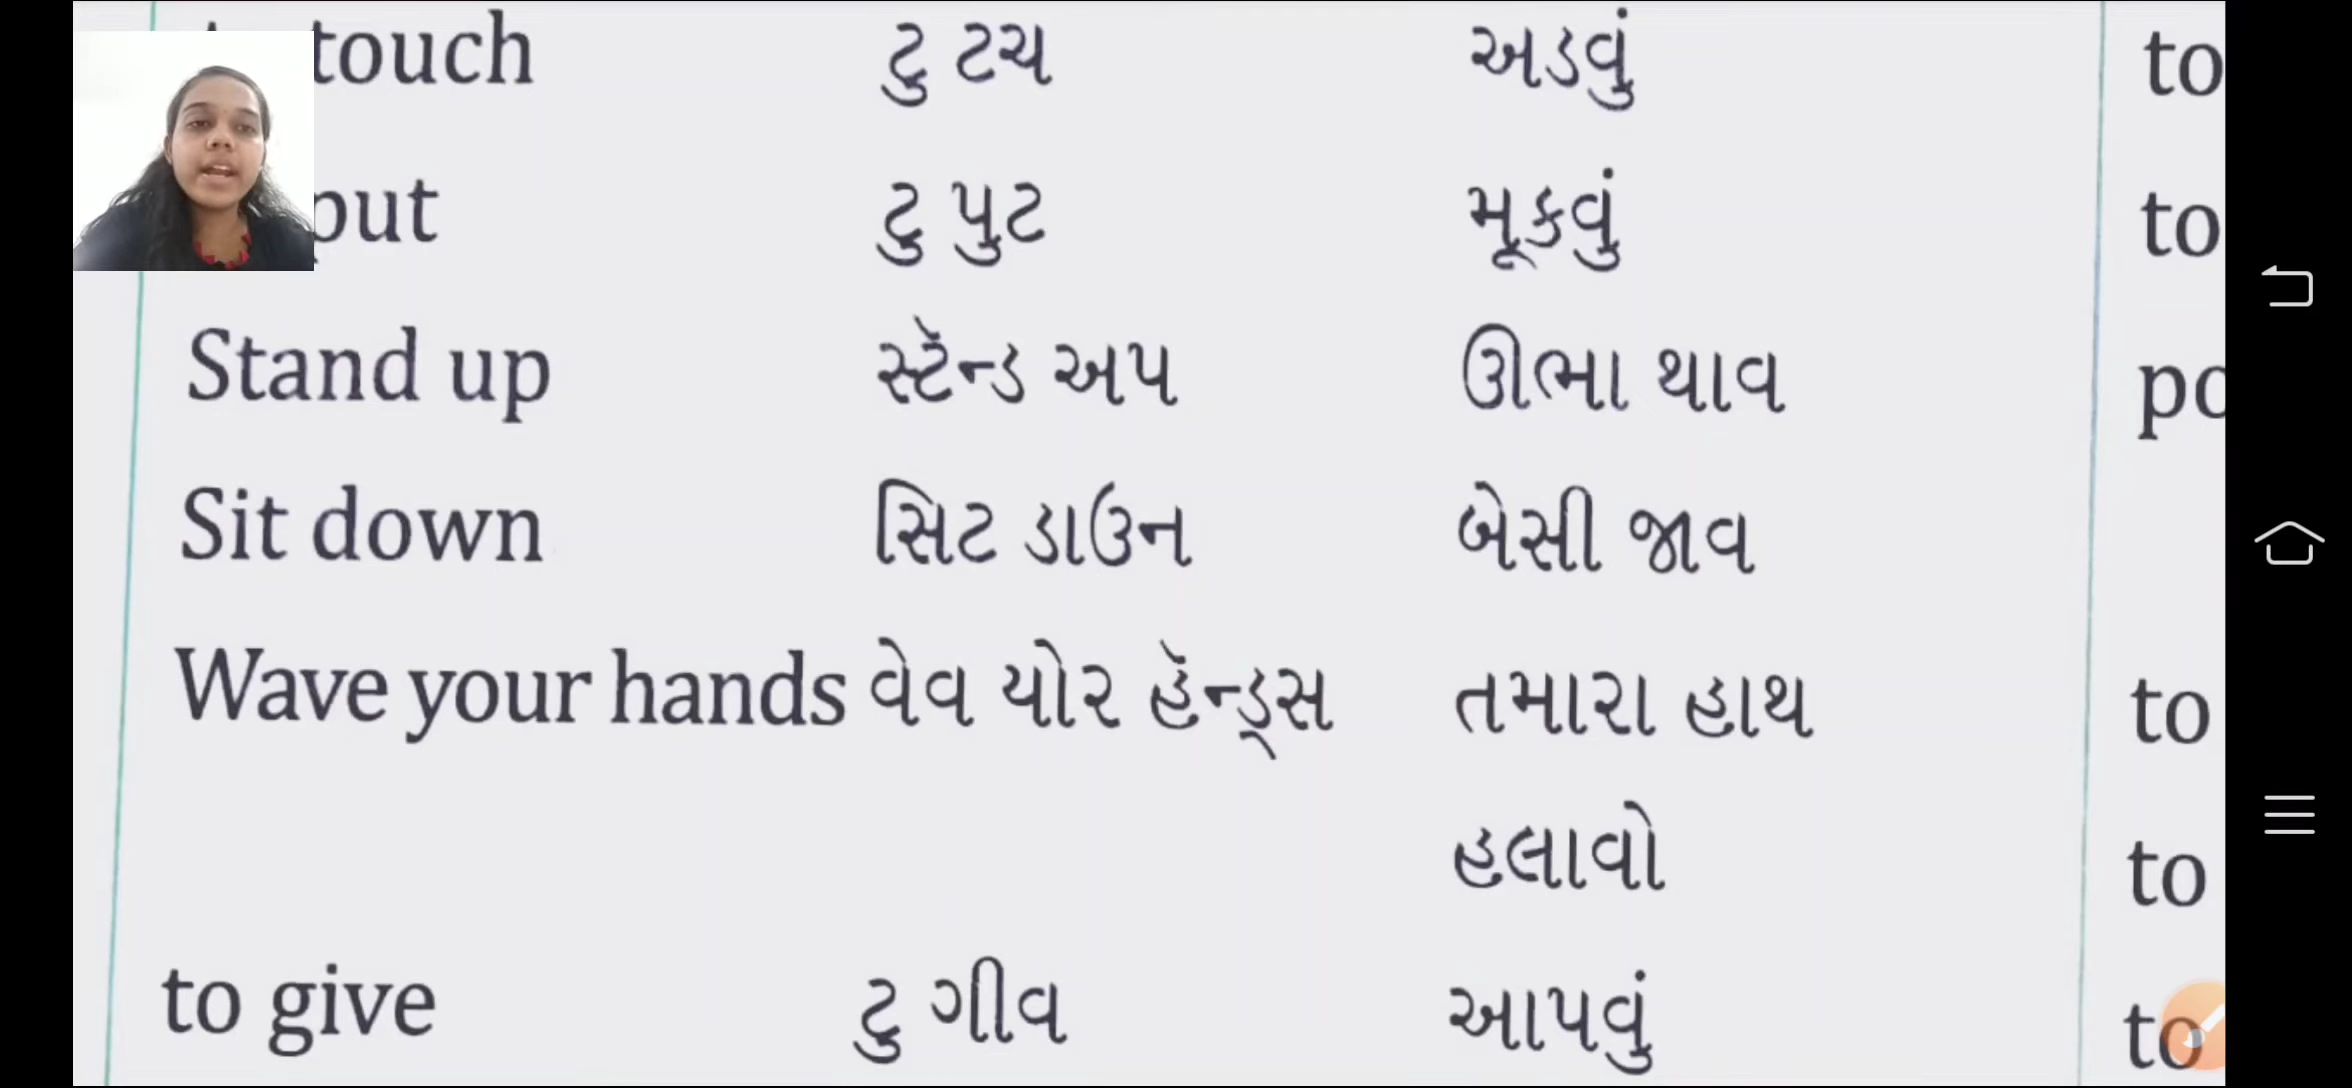 touch ટુ ટચ અડવું to
put ટુ પુટ મૂકવું to
Stand up સ્ટૅન્ડ અપ ઊભા થાવ
Sit down સિટ ડાઉન બેસી જાવ
Wave your hands વેવ યોર હૅન્ડ્સ તમારા હાથ to
હલાવો to
to give ટુ ગીવ આપવું to